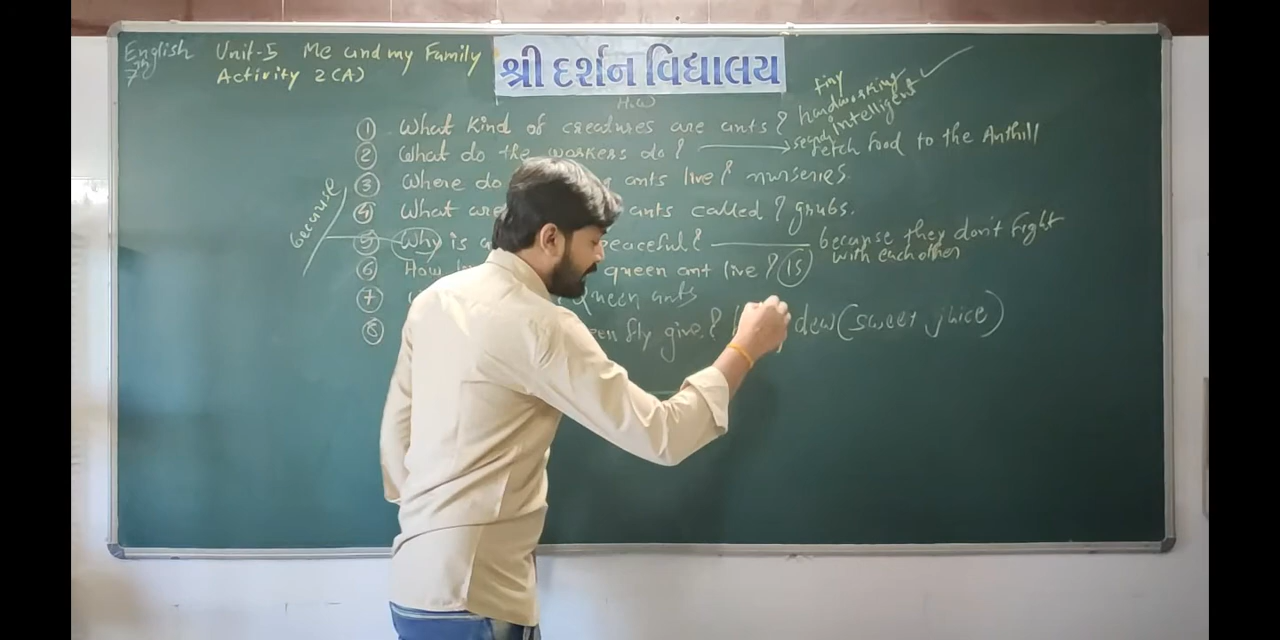 English Unit-5 Me and my Family
7th Activity 2(A)
શ્રી દર્શન વિદ્યાલય
H.W
tiny
hardworking
intelligent
① What kind of creatures are ants?
② What do the workers do? fetch food to the Anthill
③ Where do ants live? nurseries.
④ What are ants called? grubs.
because
⑤ Why is peaceful? because they don't fight
with each other
⑥ How queen ant live? 15
⑦ queen ants
⑧ fly give? dew (sweet juice)